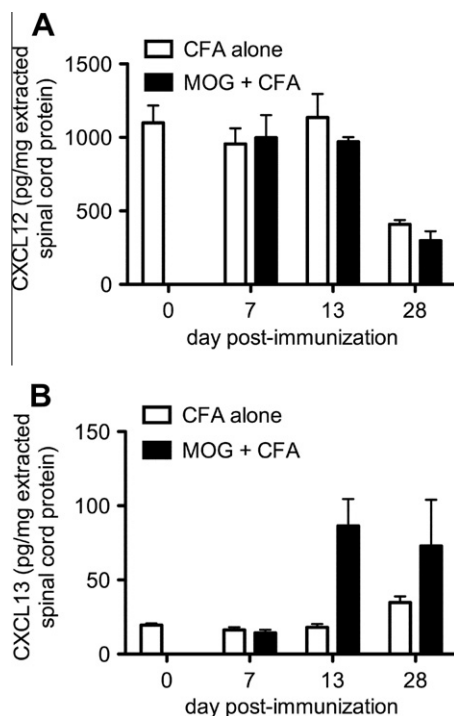 A
CFA alone
MOG + CFA
CXCL12 (pg/mg extracted
spinal cord protein)
1500
1000
500
0
0 7 13 28
day post-immunization
B
CFA alone
MOG + CFA
CXCL13 (pg/mg extracted
spinal cord protein)
150
100
50
0
0 7 13 28
day post-immunization